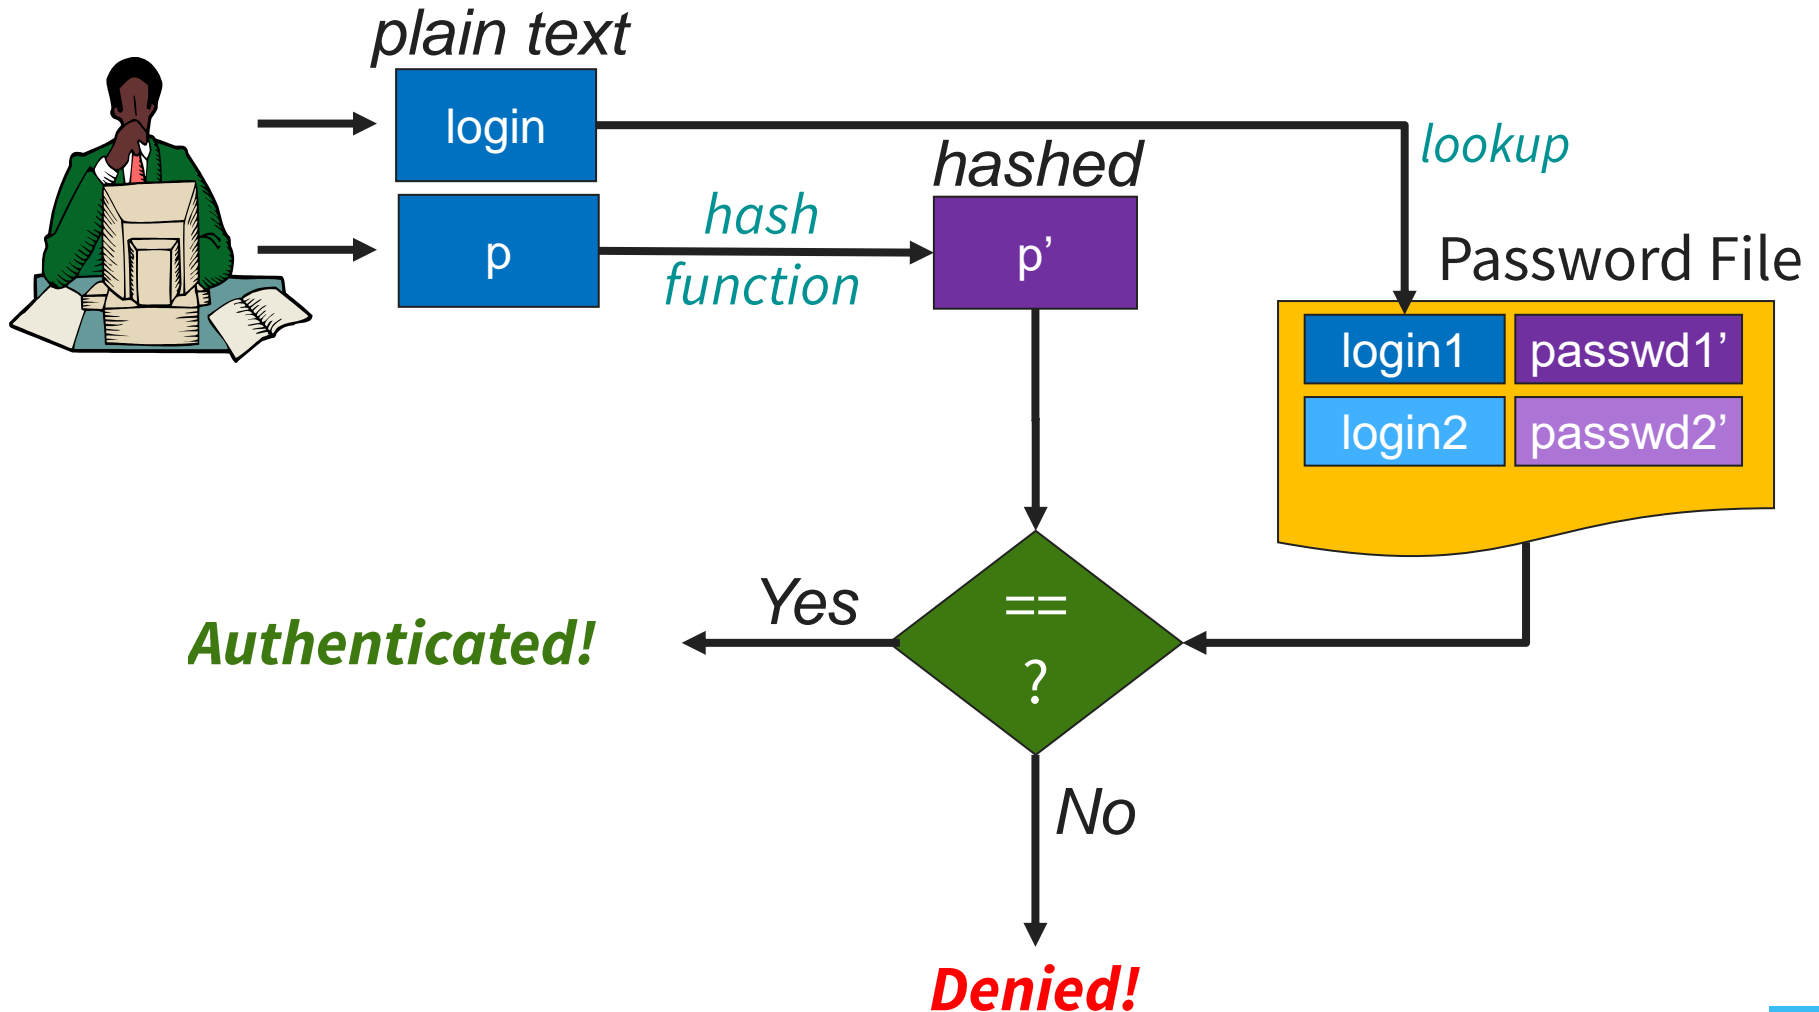 plain text
login
lookup
hashed
hash
function
p
p’
Password File
login1 passwd1’
login2 passwd2’
==
?
Yes
Authenticated!
No
Denied!